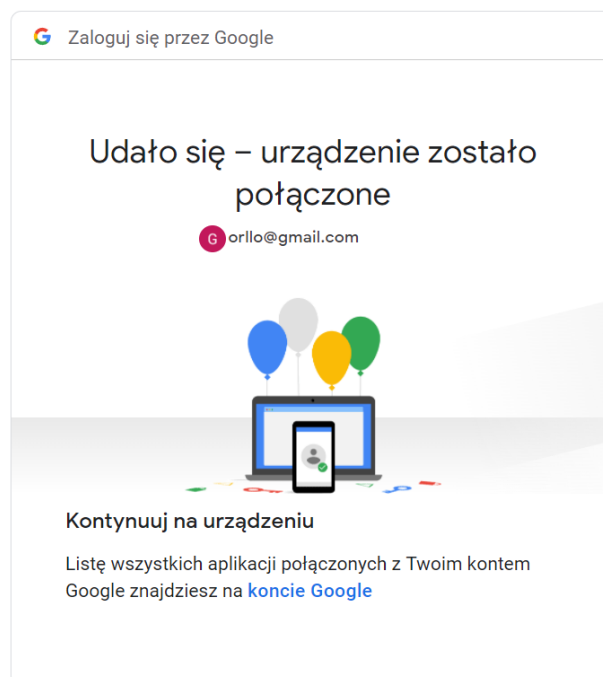 Zaloguj się przez Google
Udało się – urządzenie zostało
połączone
G orllo@gmail.com
Kontynuuj na urządzeniu
Listę wszystkich aplikacji połączonych z Twoim kontem
Google znajdziesz na koncie Google